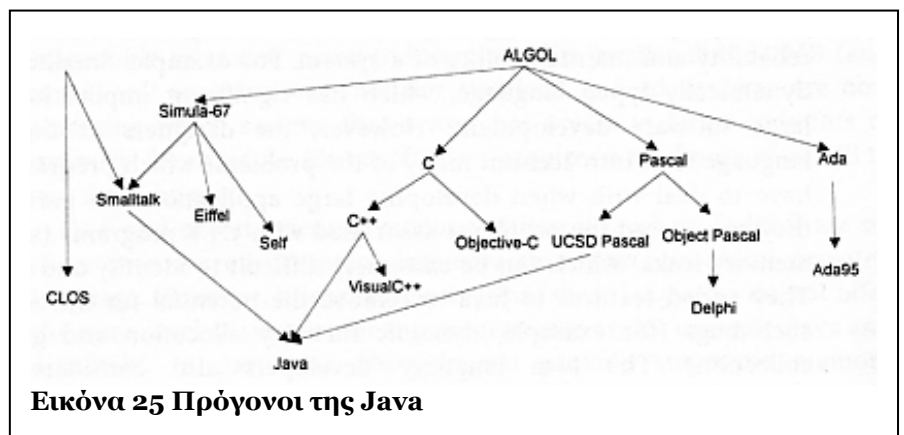 ALGOL
Simula-67
C
Pascal
Ada
Smalltalk
Eiffel
C++
Self
Objective-C
UCSD Pascal
Object Pascal
CLOS
VisualC++
Ada95
Delphi
Java
Εικόνα 25 Πρόγονοι της Java